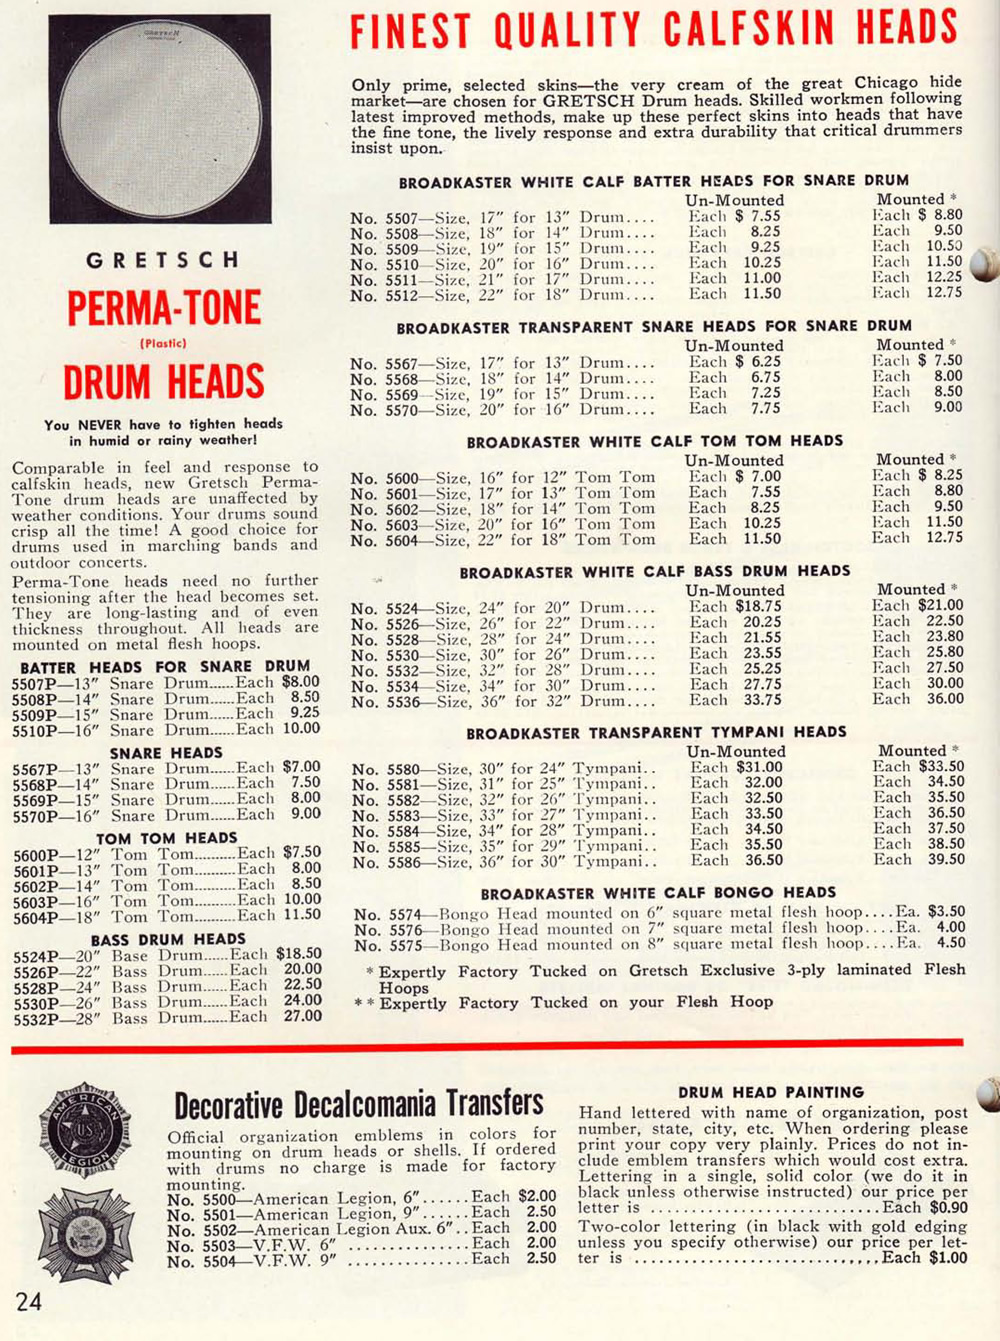 GRETSCH
PERMA-TONE
(Plastic)
DRUM HEADS
You NEVER have to tighten heads
in humid or rainy weather!
Comparable in feel and response to
calfskin heads, new Gretsch Perma-
Tone drum heads are unaffected by
weather conditions. Your drums sound
crisp all the time! A good choice for
drums used in marching bands and
outdoor concerts.
Perma-Tone heads need no further
tensioning after the head becomes set.
They are long-lasting and of even
thickness throughout. All heads are
mounted on metal flesh hoops.
BATTER HEADS FOR SNARE DRUM
5507P—13" Snare Drum......Each $8.00
5508P—14" Snare Drum......Each 8.50
5509P—15" Snare Drum......Each 9.25
5510P—16" Snare Drum......Each 10.00
SNARE HEADS
5567P—13" Snare Drum......Each $7.00
5568P—14" Snare Drum......Each 7.50
5569P—15" Snare Drum......Each 8.00
5570P—16" Snare Drum......Each 9.00
TOM TOM HEADS
5600P—12" Tom Tom..........Each $7.50
5601P—13" Tom Tom..........Each 8.00
5602P—14" Tom Tom..........Each 8.50
5603P—16" Tom Tom..........Each 10.00
5604P—18" Tom Tom..........Each 11.50
BASS DRUM HEADS
5524P—20" Base Drum......Each $18.50
5526P—22" Bass Drum......Each 20.00
5528P—24" Bass Drum......Each 22.50
5530P—26" Bass Drum......Each 24.00
5532P—28" Bass Drum......Each 27.00
FINEST QUALITY CALFSKIN HEADS
Only prime, selected skins—the very cream of the great Chicago hide
market—are chosen for GRETSCH Drum heads. Skilled workmen following
latest improved methods, make up these perfect skins into heads that have
the fine tone, the lively response and extra durability that critical drummers
insist upon.
BROADKASTER WHITE CALF BATTER HEADS FOR SNARE DRUM
Un-Mounted Mounted *
No. 5507—Size, 17" for 13" Drum.... Each $ 7.55 Each $ 8.80
No. 5508—Size, 18" for 14" Drum.... Each 8.25 Each 9.50
No. 5509—Size, 19" for 15" Drum.... Each 9.25 Each 10.50
No. 5510—Size, 20" for 16" Drum.... Each 10.25 Each 11.50
No. 5511—Size, 21" for 17" Drum.... Each 11.00 Each 12.25
No. 5512—Size, 22" for 18" Drum.... Each 11.50 Each 12.75
BROADKASTER TRANSPARENT SNARE HEADS FOR SNARE DRUM
Un-Mounted Mounted *
No. 5567—Size, 17" for 13" Drum.... Each $ 6.25 Each $ 7.50
No. 5568—Size, 18" for 14" Drum.... Each 6.75 Each 8.00
No. 5569—Size, 19" for 15" Drum.... Each 7.25 Each 8.50
No. 5570—Size, 20" for 16" Drum.... Each 7.75 Each 9.00
BROADKASTER WHITE CALF TOM TOM HEADS
Un-Mounted Mounted *
No. 5600—Size, 16" for 12" Tom Tom Each $ 7.00 Each $ 8.25
No. 5601—Size, 17" for 13" Tom Tom Each 7.55 Each 8.80
No. 5602—Size, 18" for 14" Tom Tom Each 8.25 Each 9.50
No. 5603—Size, 20" for 16" Tom Tom Each 10.25 Each 11.50
No. 5604—Size, 22" for 18" Tom Tom Each 11.50 Each 12.75
BROADKASTER WHITE CALF BASS DRUM HEADS
Un-Mounted Mounted *
No. 5524—Size, 24" for 20" Drum.... Each $18.75 Each $21.00
No. 5526—Size, 26" for 22" Drum.... Each 20.25 Each 22.50
No. 5528—Size, 28" for 24" Drum.... Each 21.55 Each 23.80
No. 5530—Size, 30" for 26" Drum.... Each 23.55 Each 25.80
No. 5532—Size, 32" for 28" Drum.... Each 25.25 Each 27.50
No. 5534—Size, 34" for 30" Drum.... Each 27.75 Each 30.00
No. 5536—Size, 36" for 32" Drum.... Each 33.75 Each 36.00
BROADKASTER TRANSPARENT TYMPANI HEADS
Un-Mounted Mounted *
No. 5580—Size, 30" for 24" Tympani.. Each $31.00 Each $33.50
No. 5581—Size, 31" for 25" Tympani.. Each 32.00 Each 34.50
No. 5582—Size, 32" for 26" Tympani.. Each 32.50 Each 35.50
No. 5583—Size, 33" for 27" Tympani.. Each 33.50 Each 36.50
No. 5584—Size, 34" for 28" Tympani.. Each 34.50 Each 37.50
No. 5585—Size, 35" for 29" Tympani.. Each 35.50 Each 38.50
No. 5586—Size, 36" for 30" Tympani.. Each 36.50 Each 39.50
BROADKASTER WHITE CALF BONGO HEADS
No. 5574—Bongo Head mounted on 6" square metal flesh hoop....Ea. $3.50
No. 5576—Bongo Head mounted on 7" square metal flesh hoop....Ea. 4.00
No. 5575—Bongo Head mounted on 8" square metal flesh hoop....Ea. 4.50
* Expertly Factory Tucked on Gretsch Exclusive 3-ply laminated Flesh
Hoops
** Expertly Factory Tucked on your Flesh Hoop
AMERICAN
US
LEGION
Decorative Decalcomania Transfers
Official organization emblems in colors for
mounting on drum heads or shells. If ordered
with drums no charge is made for factory
mounting.
No. 5500—American Legion, 6"......Each $2.00
No. 5501—American Legion, 9"......Each 2.50
No. 5502—American Legion Aux. 6"..Each 2.00
No. 5503—V.F.W. 6" ...............Each 2.00
No. 5504—V.F.W. 9" ...............Each 2.50
DRUM HEAD PAINTING
Hand lettered with name of organization, post
number, state, city, etc. When ordering please
print your copy very plainly. Prices do not in-
clude emblem transfers which would cost extra.
Lettering in a single, solid color (we do it in
black unless otherwise instructed) our price per
letter is ............................Each $0.90
Two-color lettering (in black with gold edging
unless you specify otherwise) our price per let-
ter is ..............................Each $1.00
24